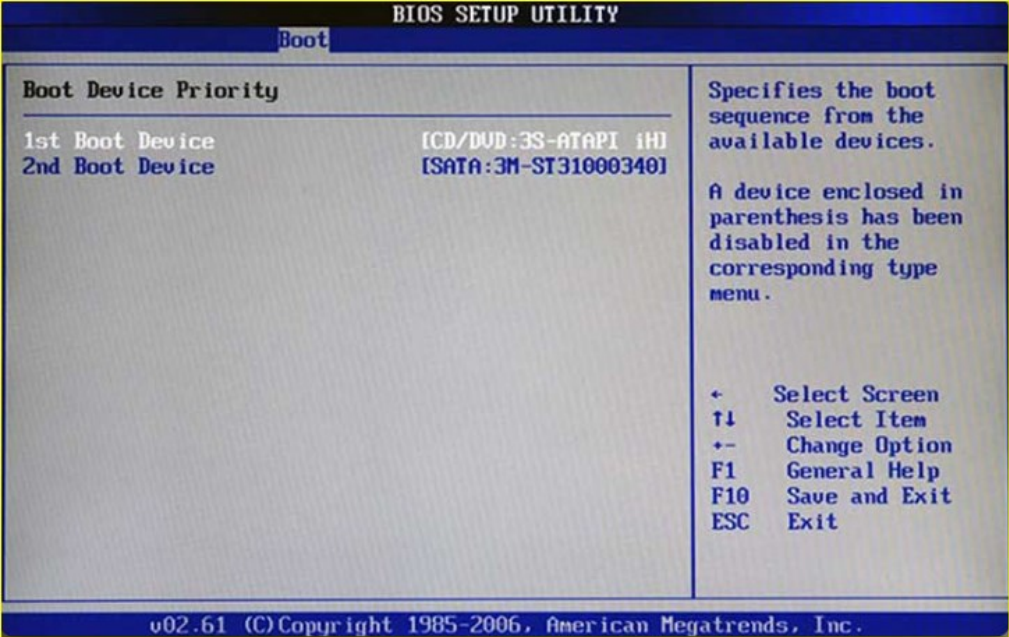 BIOS SETUP UTILITY
Boot
Boot Device Priority
1st Boot Device [CD/DVD:3S-ATAPI iH]
2nd Boot Device [SATA:3M-ST31000340]
Specifies the boot
sequence from the
available devices.
A device enclosed in
parenthesis has been
disabled in the
corresponding type
menu.
← Select Screen
↑↓ Select Item
+- Change Option
F1 General Help
F10 Save and Exit
ESC Exit
v02.61 (C)Copyright 1985-2006, American Megatrends, Inc.